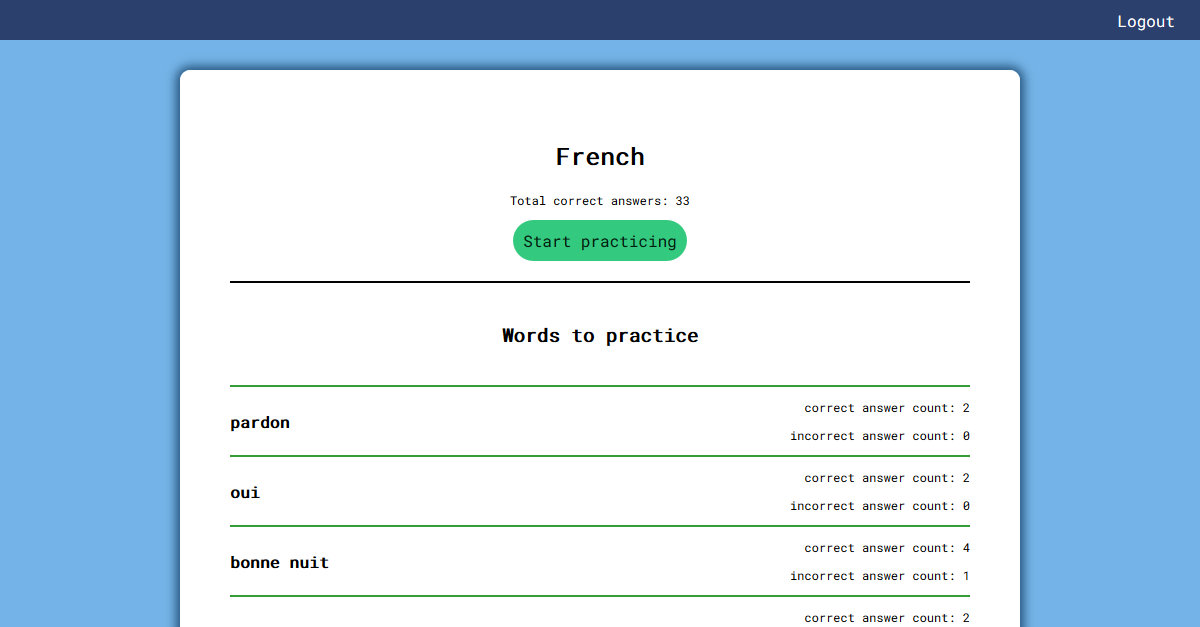 Logout
French
Total correct answers: 33
Start practicing
Words to practice
pardon
correct answer count: 2
incorrect answer count: 0
oui
correct answer count: 2
incorrect answer count: 0
bonne nuit
correct answer count: 4
incorrect answer count: 1
correct answer count: 2